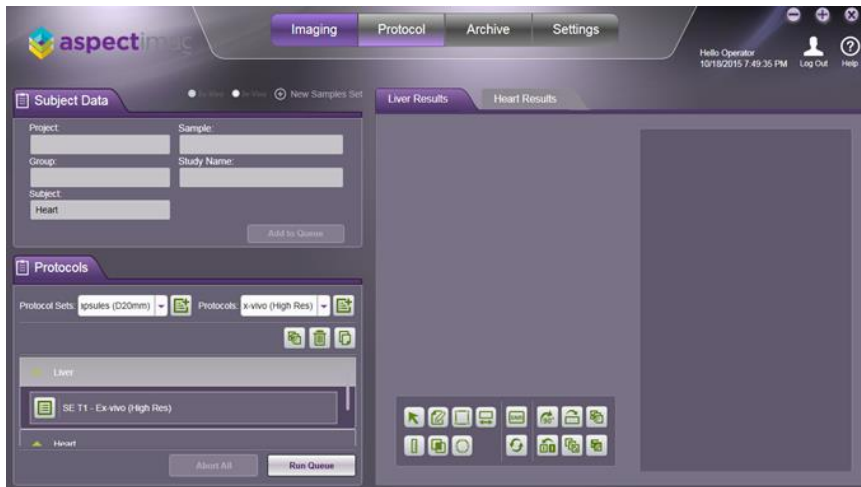 aspectimag
Imaging
Protocol
Archive
Settings
Hello Operator
10/18/2015 7:49:35 PM
Log Out
Help
Subject Data
New Samples Set
Project:
Sample:
Group:
Study Name:
Subject:
Heart
Add to Queue
Protocols
Protocol Sets: apsules (D20mm)
Protocols: x-vivo (High Res)
Liver
SE T1 - Ex-vivo (High Res)
Heart
Abort All
Run Queue
Liver Results
Heart Results
90°